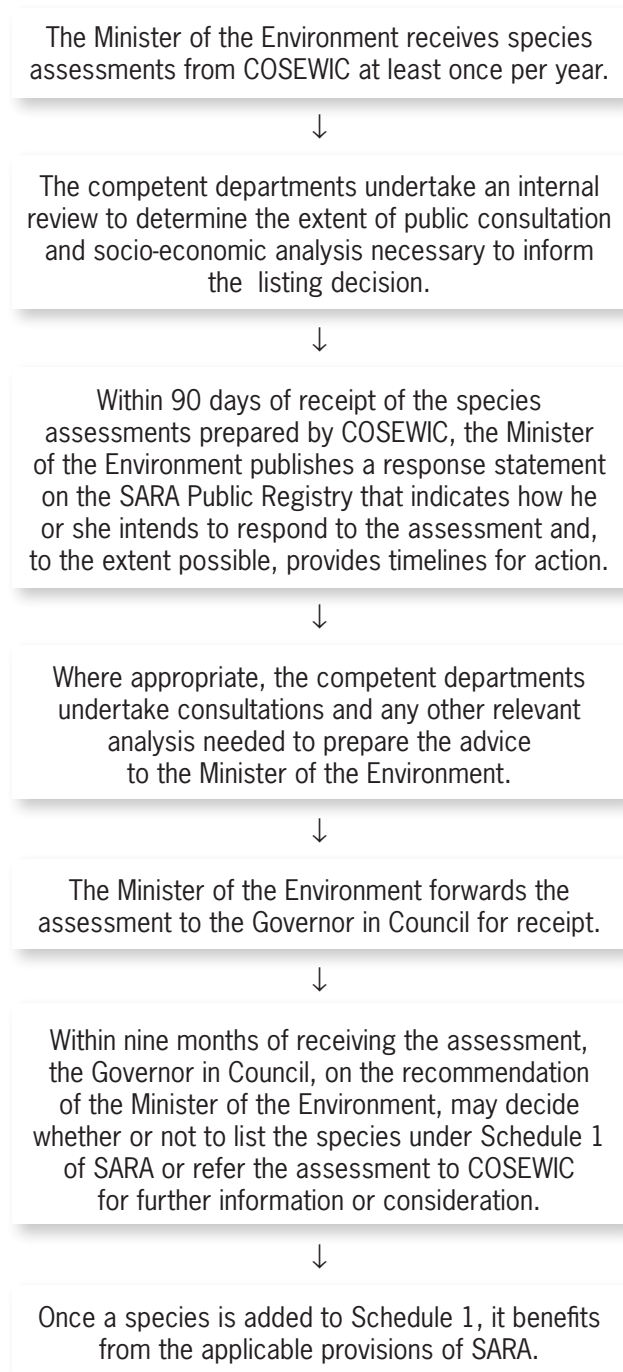 The Minister of the Environment receives species
assessments from COSEWIC at least once per year.
↓
The competent departments undertake an internal
review to determine the extent of public consultation
and socio-economic analysis necessary to inform
the listing decision.
↓
Within 90 days of receipt of the species
assessments prepared by COSEWIC, the Minister
of the Environment publishes a response statement
on the SARA Public Registry that indicates how he
or she intends to respond to the assessment and,
to the extent possible, provides timelines for action.
↓
Where appropriate, the competent departments
undertake consultations and any other relevant
analysis needed to prepare the advice
to the Minister of the Environment.
↓
The Minister of the Environment forwards the
assessment to the Governor in Council for receipt.
↓
Within nine months of receiving the assessment,
the Governor in Council, on the recommendation
of the Minister of the Environment, may decide
whether or not to list the species under Schedule 1
of SARA or refer the assessment to COSEWIC
for further information or consideration.
↓
Once a species is added to Schedule 1, it benefits
from the applicable provisions of SARA.